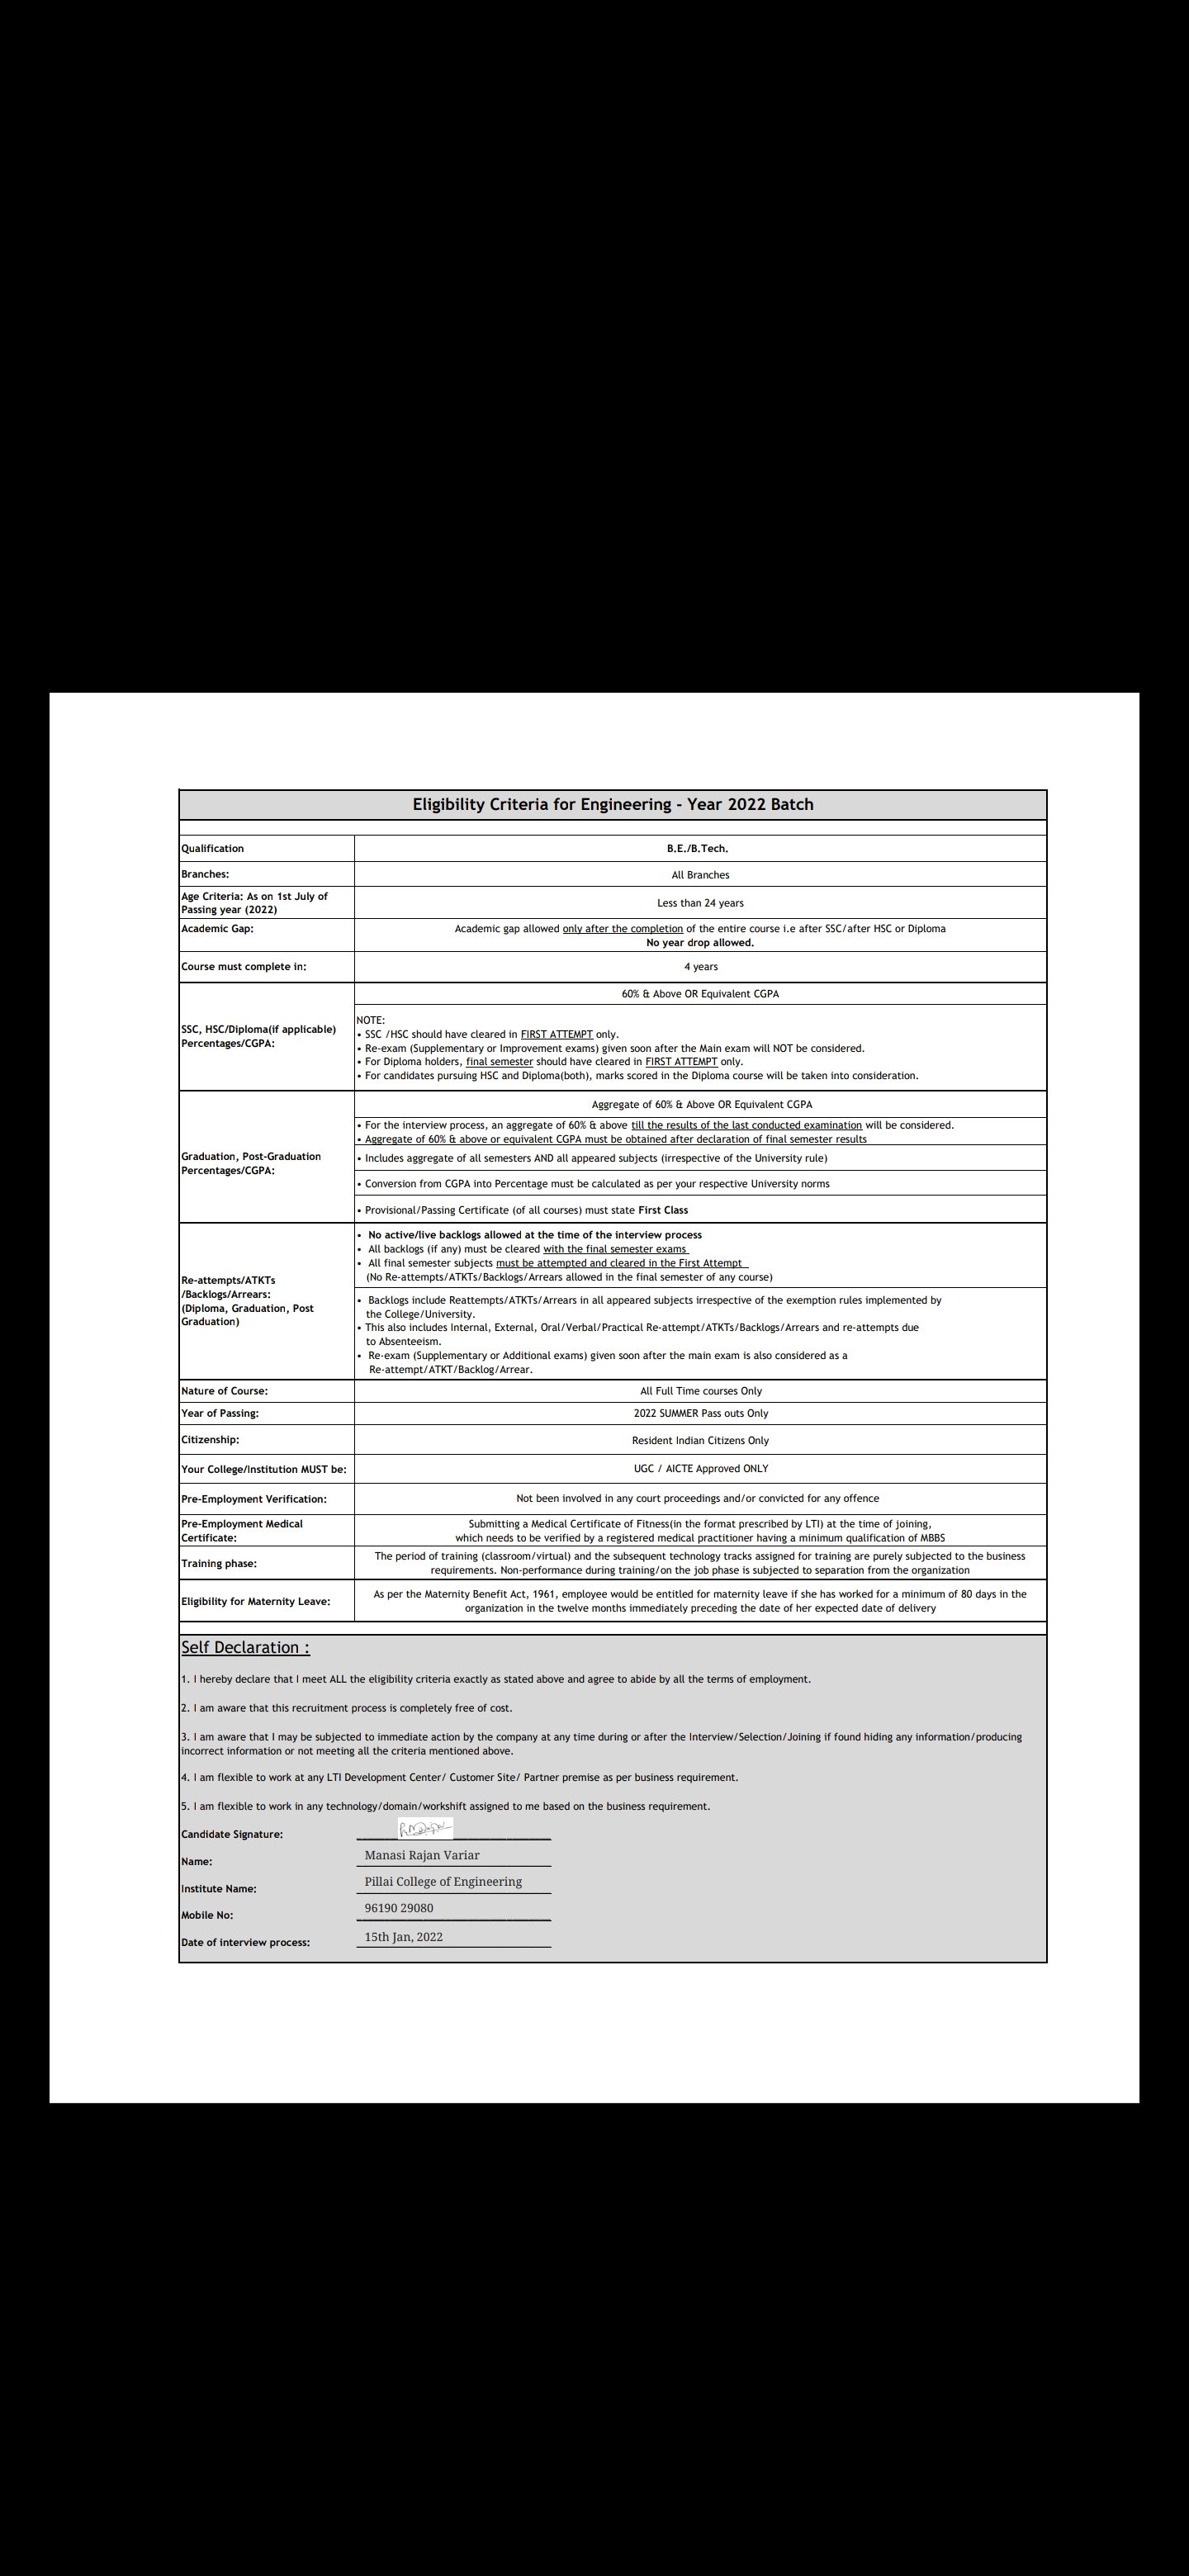 Eligibility Criteria for Engineering - Year 2022 Batch
Qualification
B.E./B.Tech.
Branches:
All Branches
Age Criteria: As on 1st July of
Passing year (2022)
Less than 24 years
Academic Gap:
Academic gap allowed only after the completion of the entire course i.e after SSC/after HSC or Diploma
No year drop allowed.
Course must complete in:
4 years
SSC, HSC/Diploma(if applicable)
Percentages/CGPA:
60% & Above OR Equivalent CGPA
NOTE:
• SSC /HSC should have cleared in FIRST ATTEMPT only.
• Re-exam (Supplementary or Improvement exams) given soon after the Main exam will NOT be considered.
• For Diploma holders, final semester should have cleared in FIRST ATTEMPT only.
• For candidates pursuing HSC and Diploma(both), marks scored in the Diploma course will be taken into consideration.
Graduation, Post-Graduation
Percentages/CGPA:
Aggregate of 60% & Above OR Equivalent CGPA
• For the interview process, an aggregate of 60% & above till the results of the last conducted examination will be considered.
• Aggregate of 60% & above or equivalent CGPA must be obtained after declaration of final semester results
• Includes aggregate of all semesters AND all appeared subjects (irrespective of the University rule)
• Conversion from CGPA into Percentage must be calculated as per your respective University norms
• Provisional/Passing Certificate (of all courses) must state First Class
Re-attempts/ATKTs
/Backlogs/Arrears:
(Diploma, Graduation, Post
Graduation)
• No active/live backlogs allowed at the time of the interview process
• All backlogs (if any) must be cleared with the final semester exams
• All final semester subjects must be attempted and cleared in the First Attempt
(No Re-attempts/ATKTs/Backlogs/Arrears allowed in the final semester of any course)
• Backlogs include Reattempts/ATKTs/Arrears in all appeared subjects irrespective of the exemption rules implemented by
the College/University.
• This also includes Internal, External, Oral/Verbal/Practical Re-attempt/ATKTs/Backlogs/Arrears and re-attempts due
to Absenteeism.
• Re-exam (Supplementary or Additional exams) given soon after the main exam is also considered as a
Re-attempt/ATKT/Backlog/Arrear.
Nature of Course:
All Full Time courses Only
Year of Passing:
2022 SUMMER Pass outs Only
Citizenship:
Resident Indian Citizens Only
Your College/Institution MUST be:
UGC / AICTE Approved ONLY
Pre-Employment Verification:
Not been involved in any court proceedings and/or convicted for any offence
Pre-Employment Medical
Certificate:
Submitting a Medical Certificate of Fitness(in the format prescribed by LTI) at the time of joining,
which needs to be verified by a registered medical practitioner having a minimum qualification of MBBS
Training phase:
The period of training (classroom/virtual) and the subsequent technology tracks assigned for training are purely subjected to the business
requirements. Non-performance during training/on the job phase is subjected to separation from the organization
Eligibility for Maternity Leave:
As per the Maternity Benefit Act, 1961, employee would be entitled for maternity leave if she has worked for a minimum of 80 days in the
organization in the twelve months immediately preceding the date of her expected date of delivery
Self Declaration :
1. I hereby declare that I meet ALL the eligibility criteria exactly as stated above and agree to abide by all the terms of employment.
2. I am aware that this recruitment process is completely free of cost.
3. I am aware that I may be subjected to immediate action by the company at any time during or after the Interview/Selection/Joining if found hiding any information/producing
incorrect information or not meeting all the criteria mentioned above.
4. I am flexible to work at any LTI Development Center/ Customer Site/ Partner premise as per business requirement.
5. I am flexible to work in any technology/domain/workshift assigned to me based on the business requirement.
Candidate Signature:
Name:
Manasi Rajan Variar
Institute Name:
Pillai College of Engineering
Mobile No:
96190 29080
Date of interview process:
15th Jan, 2022